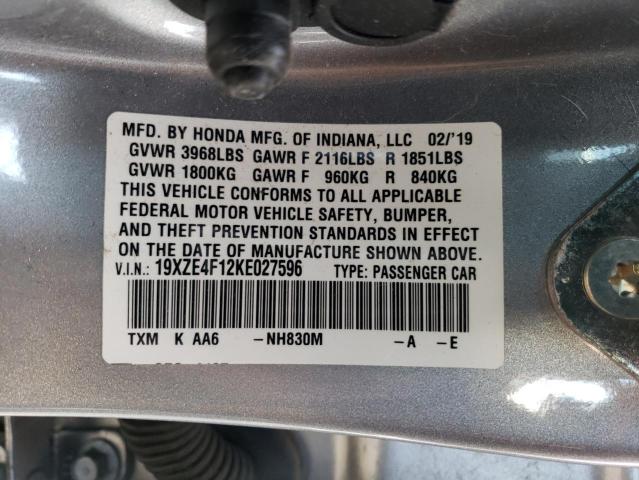 MFD. BY HONDA MFG. OF INDIANA, LLC 02/'19
GVWR 3968LBS GAWR F 2116LBS R 1851LBS
GVWR 1800KG GAWR F 960KG R 840KG
THIS VEHICLE CONFORMS TO ALL APPLICABLE
FEDERAL MOTOR VEHICLE SAFETY, BUMPER,
AND THEFT PREVENTION STANDARDS IN EFFECT
ON THE DATE OF MANUFACTURE SHOWN ABOVE.
V.I.N.: 19XZE4F12KE027596 TYPE: PASSENGER CAR
TXM K AA6 -NH830M -A -E